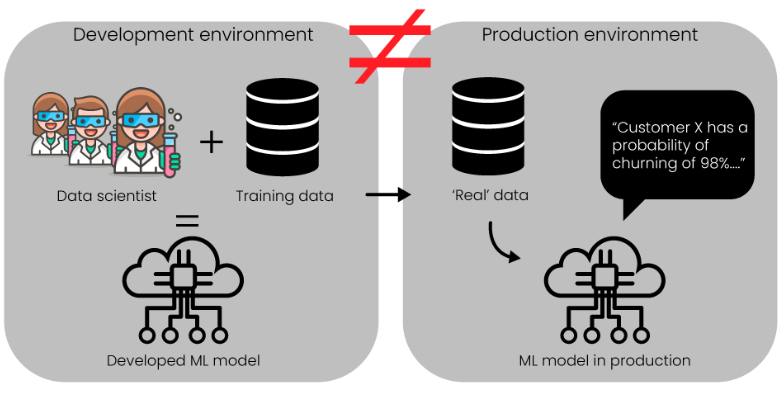 Development environment
Production environment
+
Data scientist
Training data
‘Real’ data
“Customer X has a
probability of
churning of 98%....”
=
Developed ML model
ML model in production